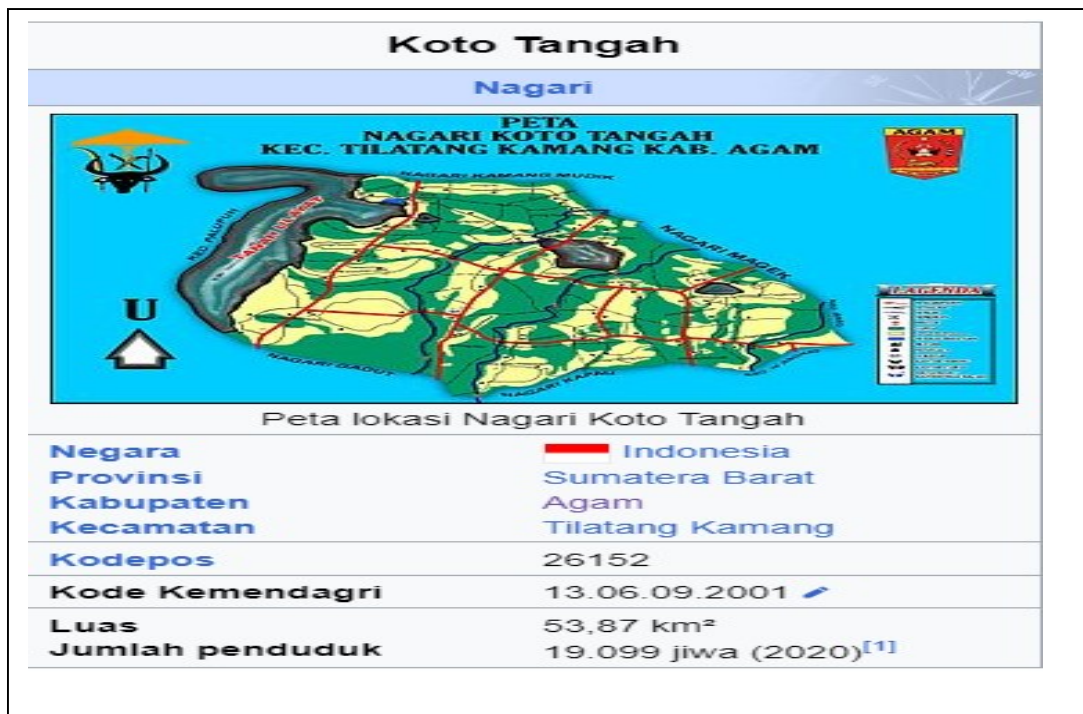 Koto Tangah
Nagari
PETA
NAGARI KOTO TANGAH
KEC. TILATANG KAMANG KAB. AGAM
AGAM
NAGARI KAMANG MUDIK
KEC. PALUPUH
NAGARI MAGEK
U
NAGARI GADUT
NAGARI KAPAU
Peta lokasi Nagari Koto Tangah
Negara Indonesia
Provinsi Sumatera Barat
Kabupaten Agam
Kecamatan Tilatang Kamang
Kodepos 26152
Kode Kemendagri 13.06.09.2001
Luas 53,87 km²
Jumlah penduduk 19.099 jiwa (2020)[1]